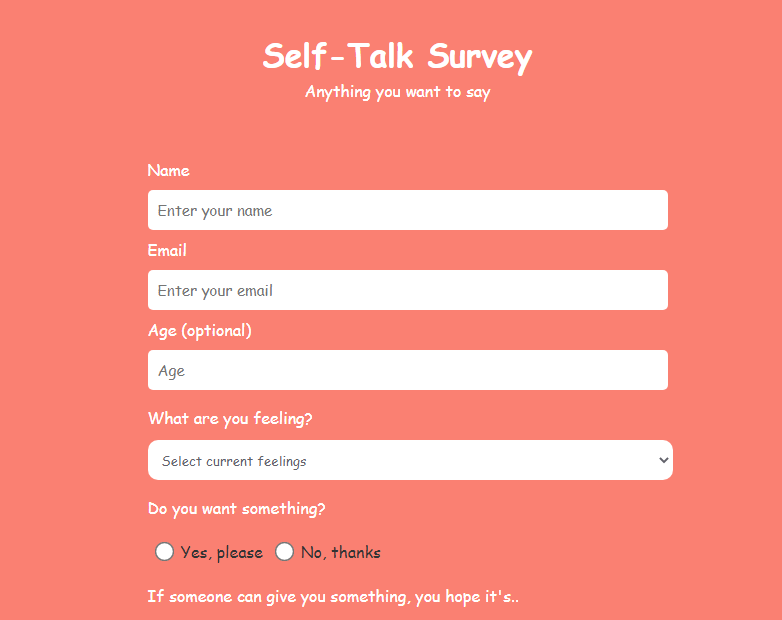 Self-Talk Survey
Anything you want to say
Name
Enter your name
Email
Enter your email
Age (optional)
Age
What are you feeling?
Select current feelings
Do you want something?
Yes, please No, thanks
If someone can give you something, you hope it's..